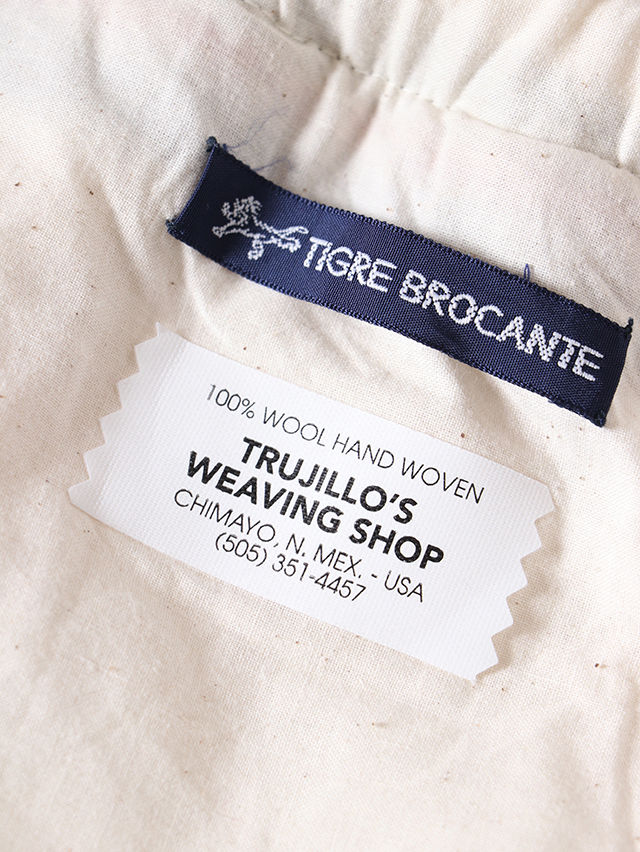 TIGRE BROCANTE
100% WOOL HAND WOVEN
TRUJILLO'S
WEAVING SHOP
CHIMAYO, N. MEX. - USA
(505) 351-4457